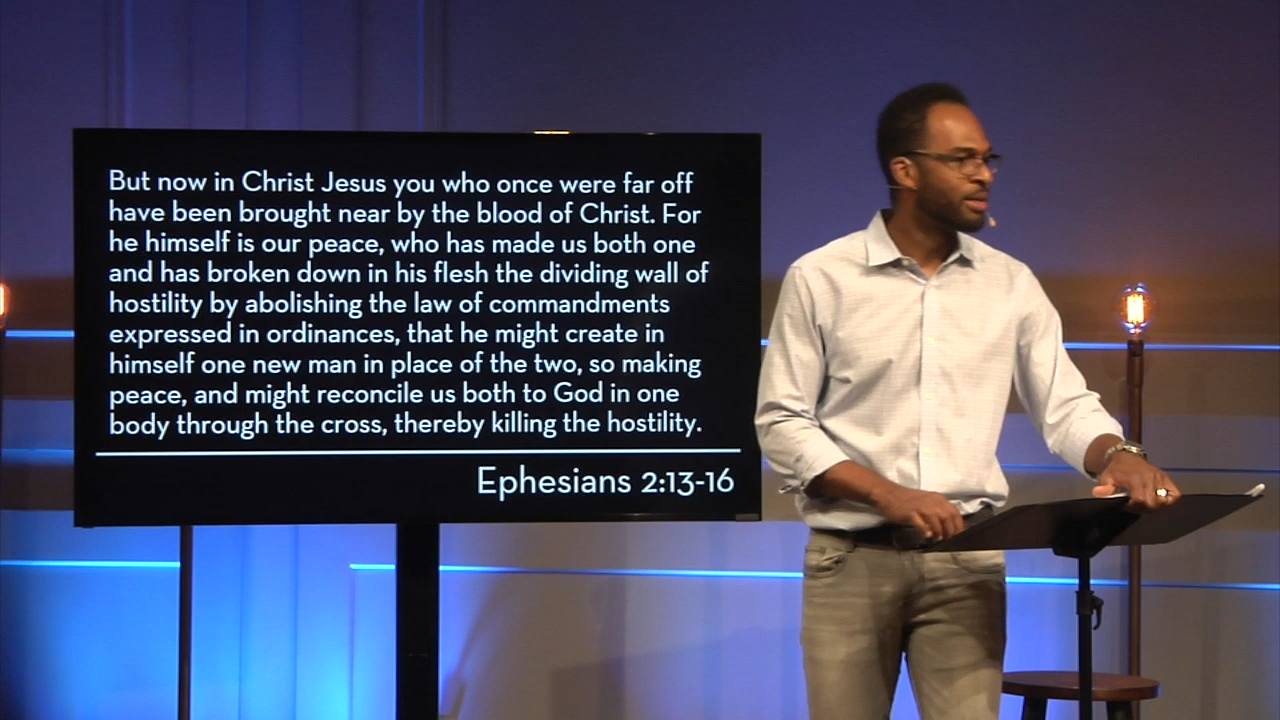 But now in Christ Jesus you who once were far off
have been brought near by the blood of Christ. For
he himself is our peace, who has made us both one
and has broken down in his flesh the dividing wall of
hostility by abolishing the law of commandments
expressed in ordinances, that he might create in
himself one new man in place of the two, so making
peace, and might reconcile us both to God in one
body through the cross, thereby killing the hostility.
Ephesians 2:13-16